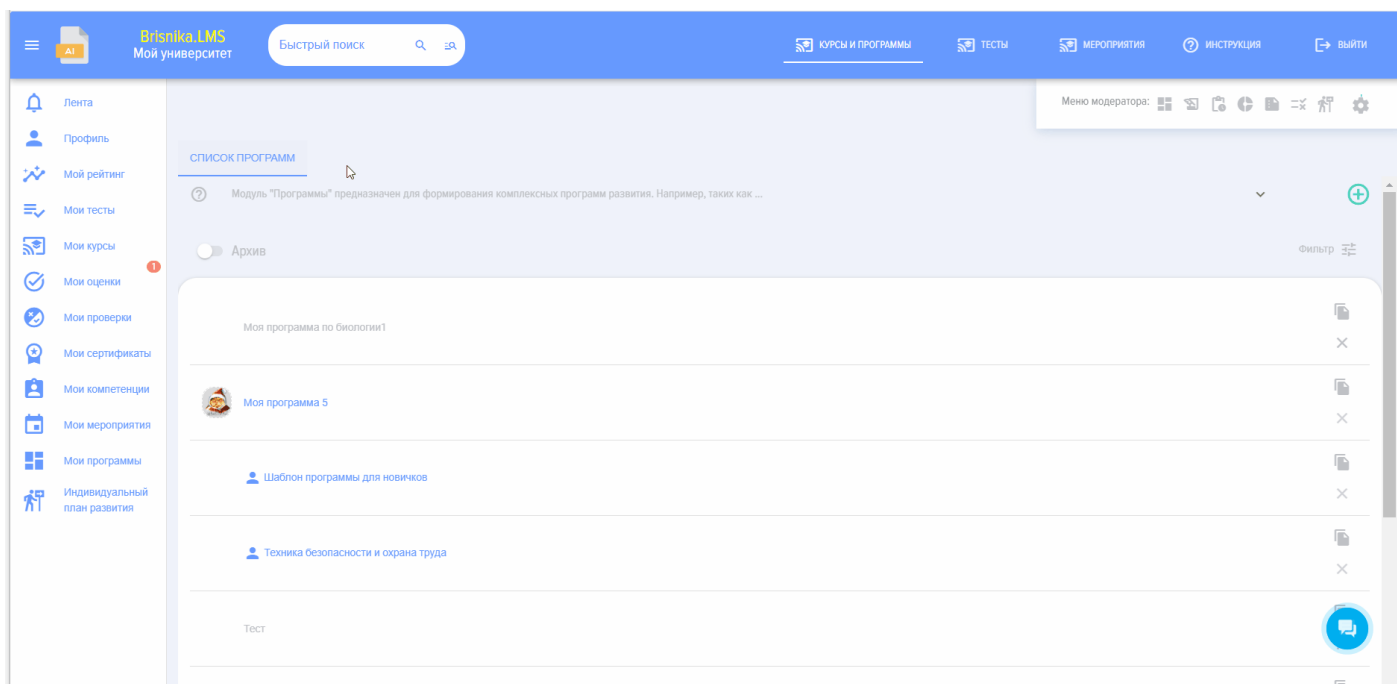 AI
Brisnika.LMS
Мой университет
Быстрый поиск
КУРСЫ И ПРОГРАММЫ
ТЕСТЫ
МЕРОПРИЯТИЯ
ИНСТРУКЦИЯ
ВЫЙТИ
Меню модератора:
Лента
Профиль
Мой рейтинг
Мои тесты
Мои курсы
1
Мои оценки
Мои проверки
Мои сертификаты
Мои компетенции
Мои мероприятия
Мои программы
Индивидуальный
план развития
СПИСОК ПРОГРАММ
Модуль "Программы" предназначен для формирования комплексных программ развития. Например, таких как ...
Архив
Фильтр
Моя программа по биологии1
Моя программа 5
Шаблон программы для новичков
Техника безопасности и охрана труда
Тест